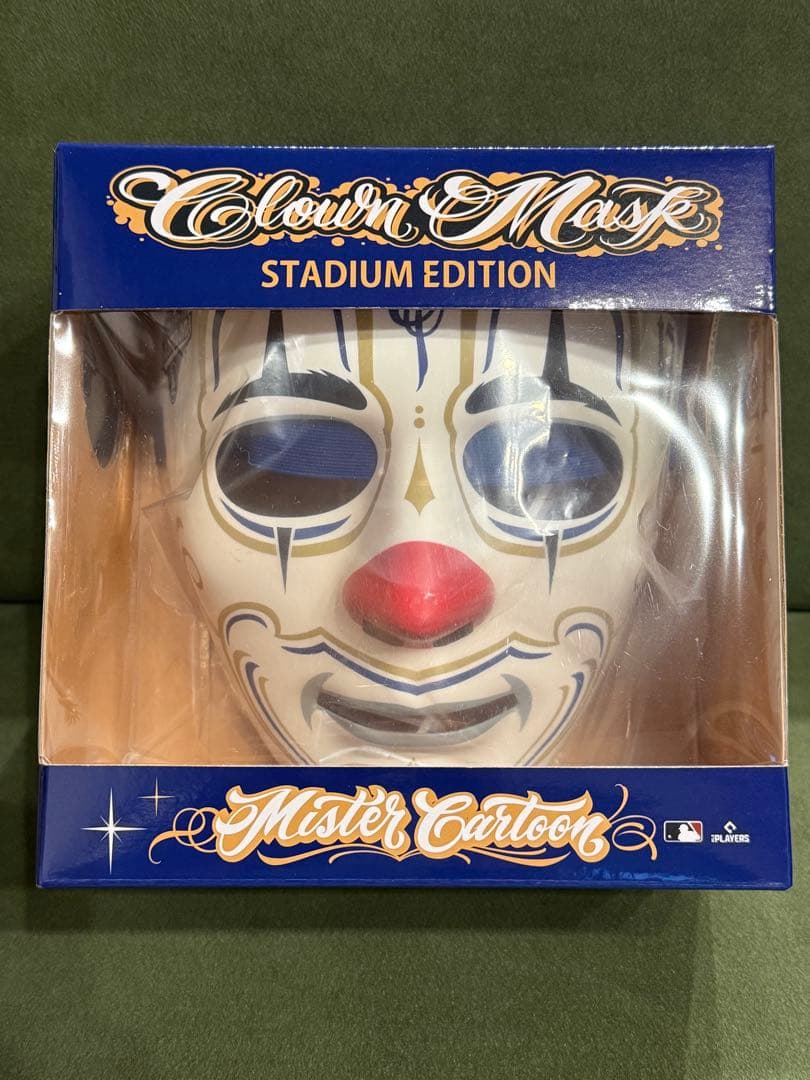 Clown Mask
STADIUM EDITION
Mister Cartoon
PLAYERS